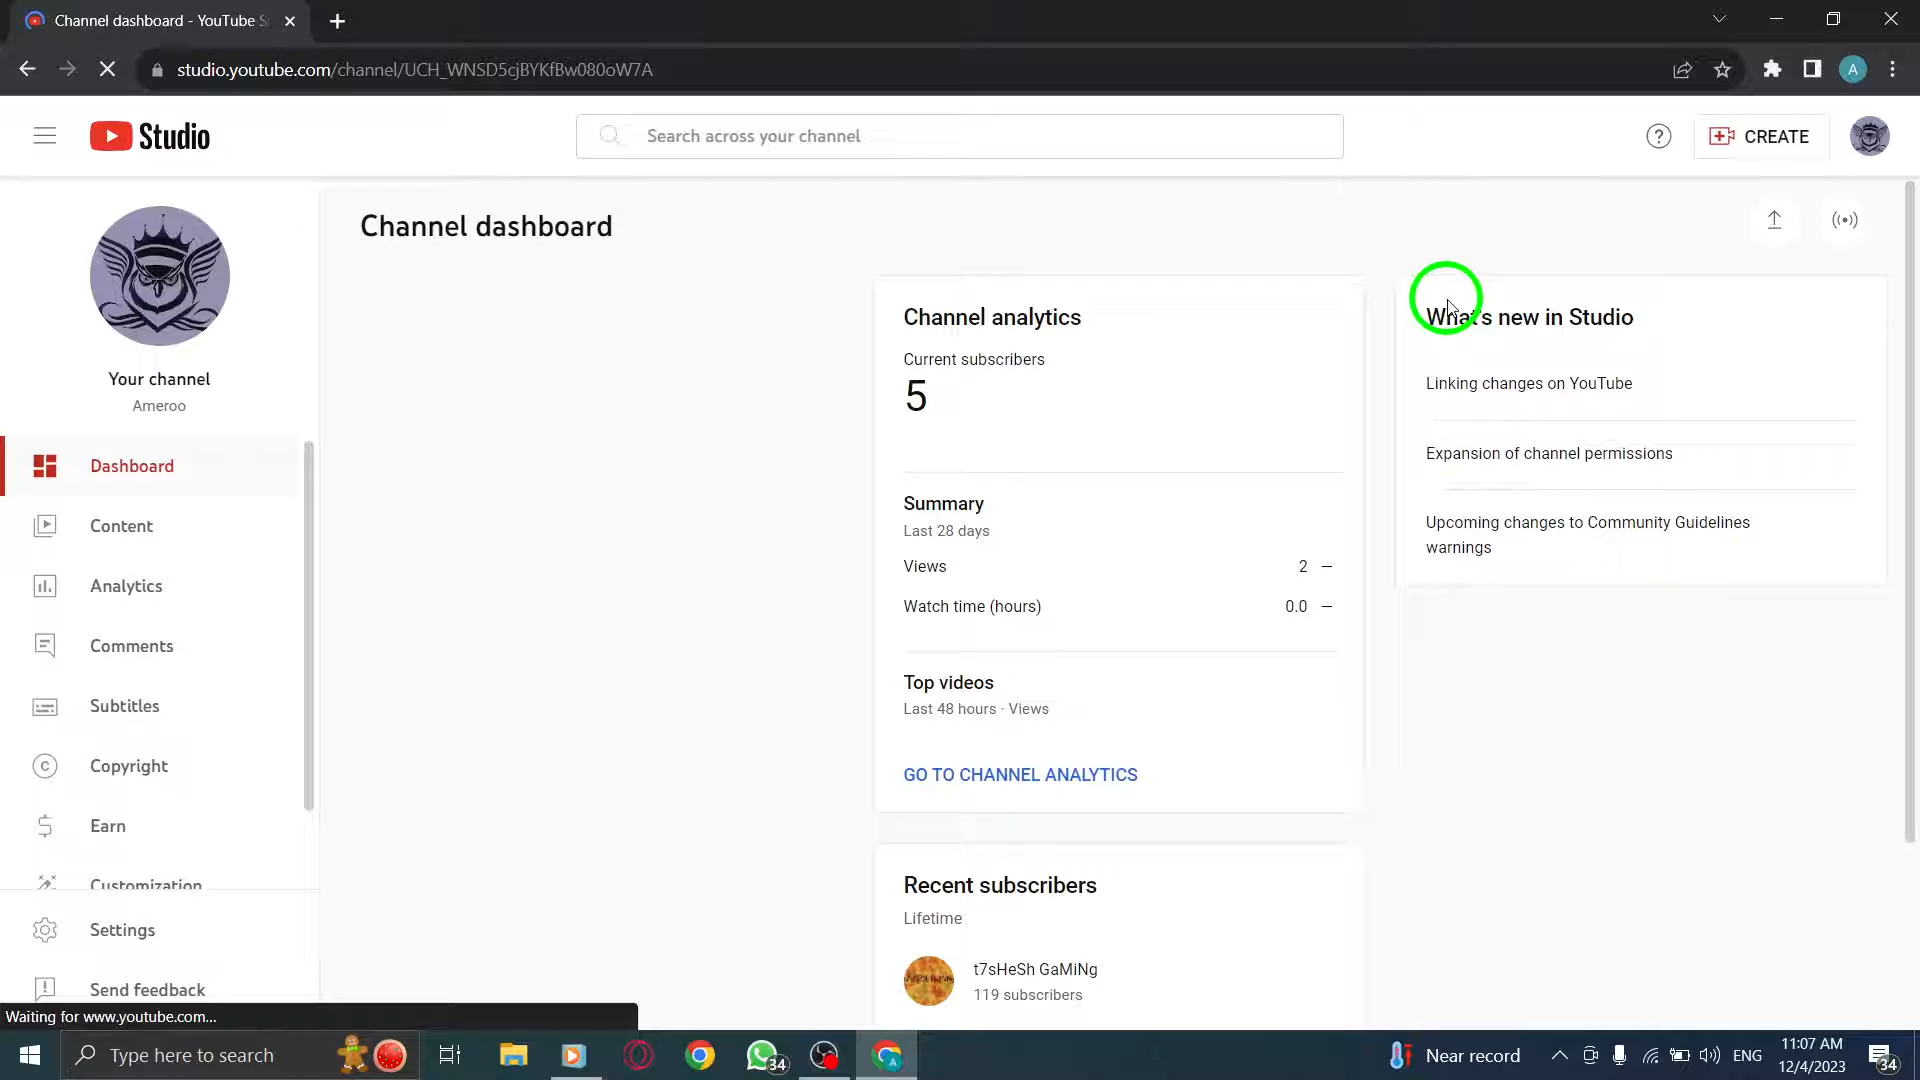 Channel dashboard - YouTube S
studio.youtube.com/channel/UCH_WNSD5cjBYKfBw080oW7A
A
Studio
Search across your channel
CREATE
Channel dashboard
Your channel
Ameroo
Dashboard
Content
Analytics
Comments
Subtitles
Copyright
Earn
Customization
Settings
Send feedback
Channel analytics
Current subscribers
5
Summary
Last 28 days
Views 2 —
Watch time (hours) 0.0 —
Top videos
Last 48 hours · Views
GO TO CHANNEL ANALYTICS
Recent subscribers
Lifetime
t7sHeSh GaMiNg
119 subscribers
What's new in Studio
Linking changes on YouTube
Expansion of channel permissions
Upcoming changes to Community Guidelines
warnings
Waiting for www.youtube.com...
Type here to search
34
A
Near record
ENG
11:07 AM
12/4/2023
34